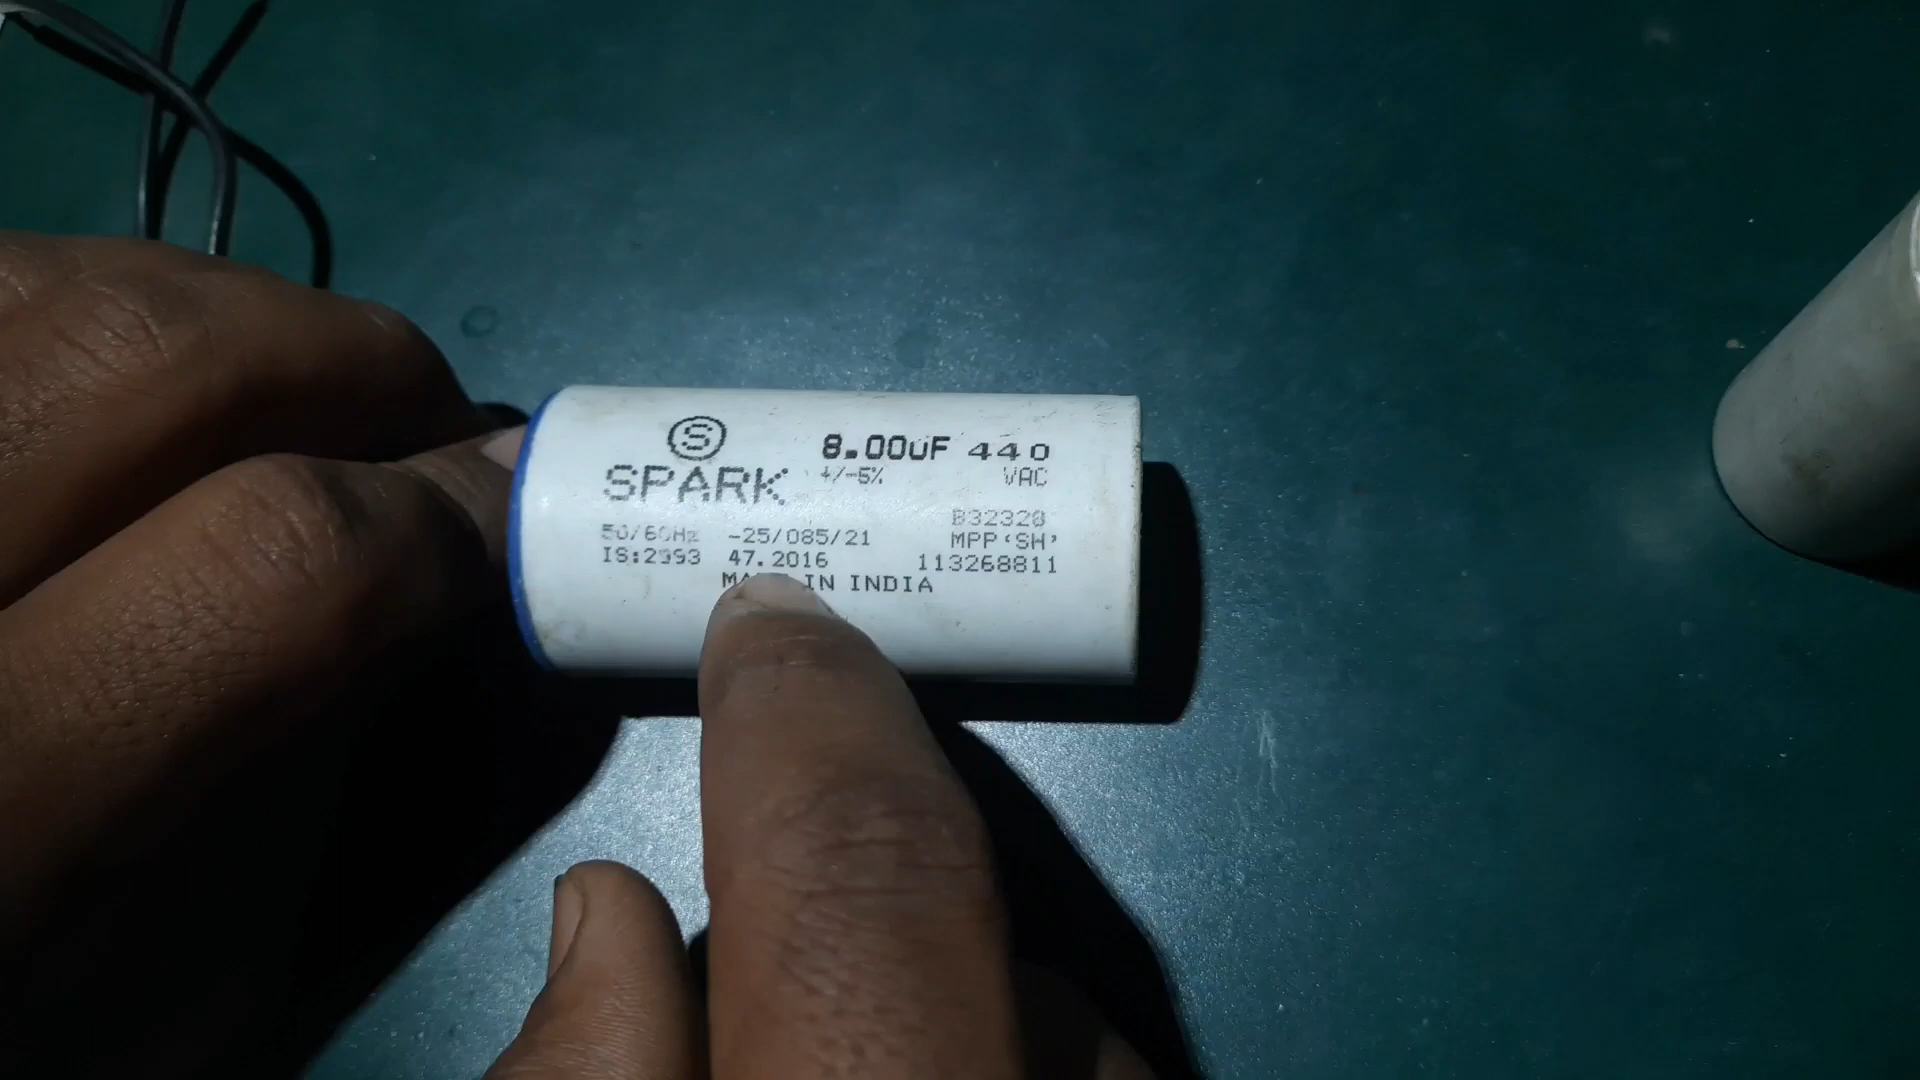 S
SPARK
8.00uF 440
+/-5% VAC
50/60Hz -25/085/21
B32328
MPP 'SH'
IS:2993 47.2016 113268811
IN INDIA